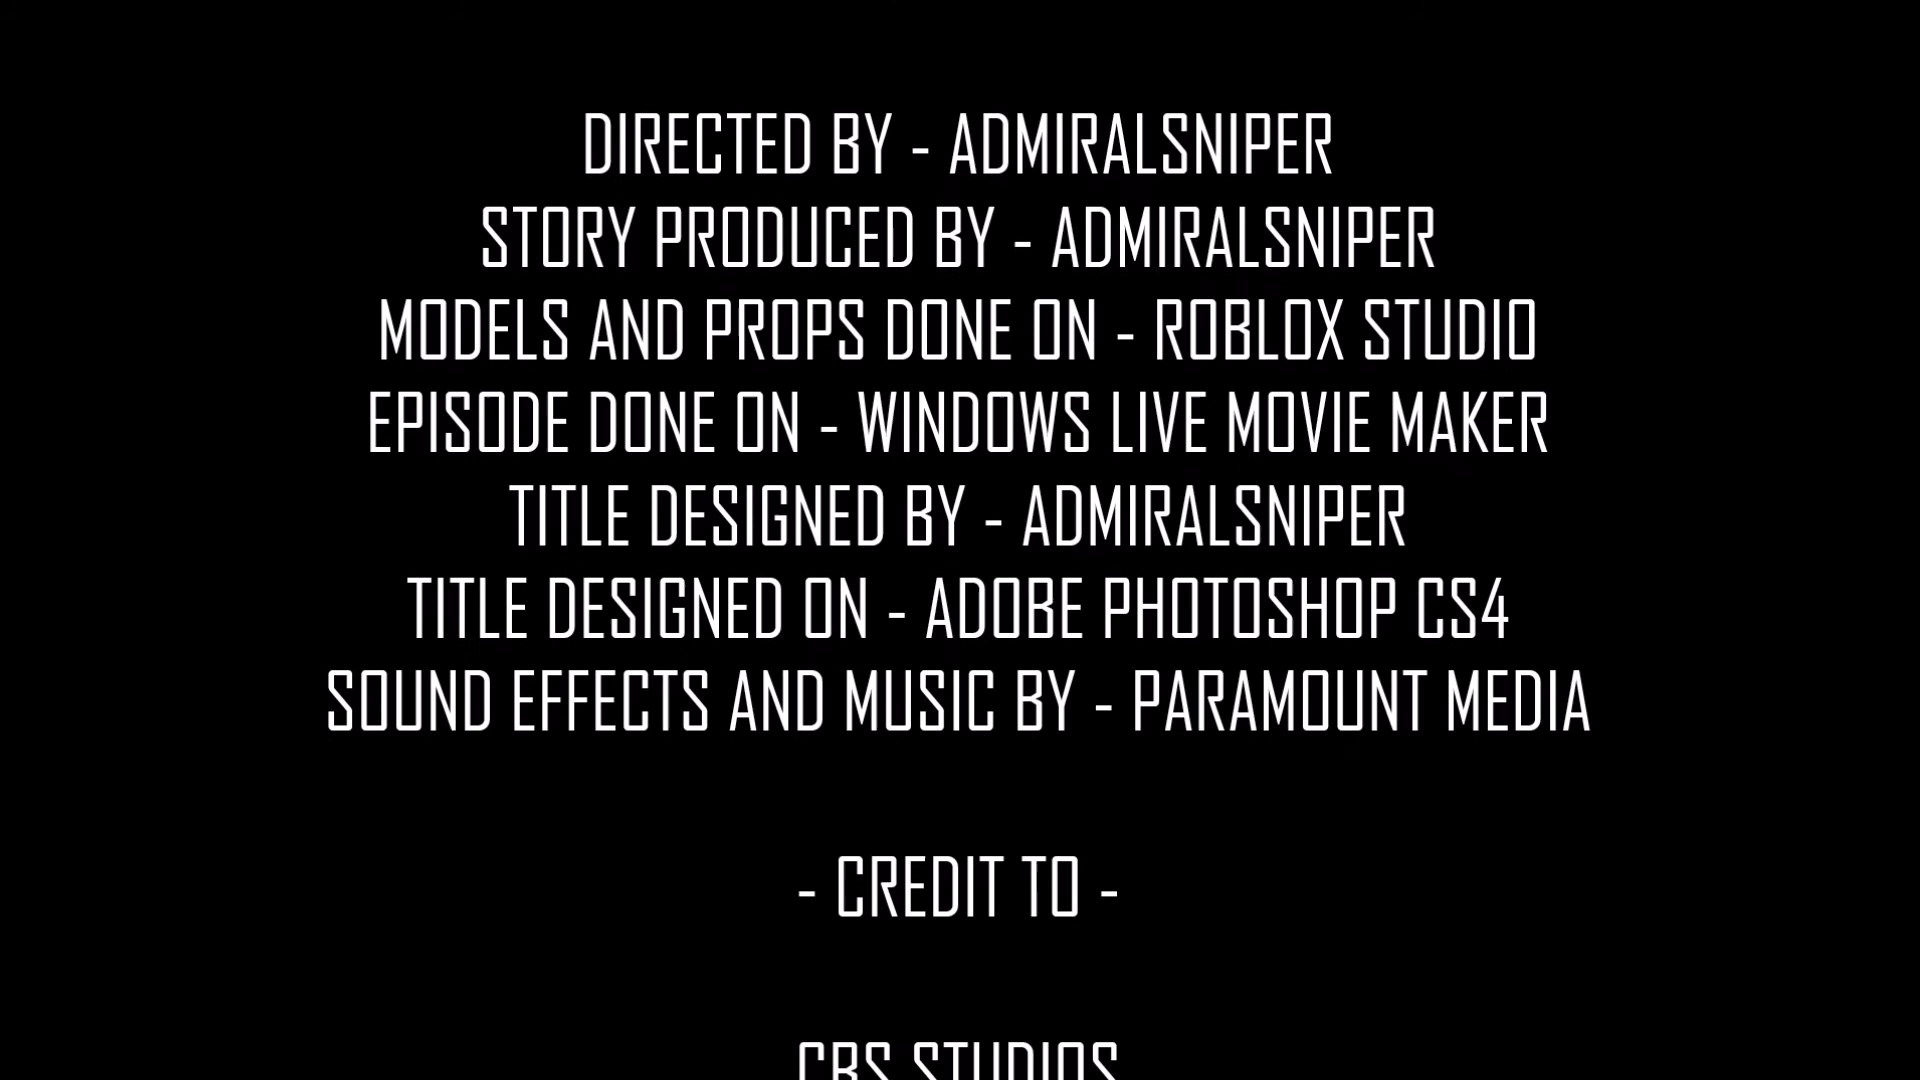 DIRECTED BY - ADMIRALSNIPER
STORY PRODUCED BY - ADMIRALSNIPER
MODELS AND PROPS DONE ON - ROBLOX STUDIO
EPISODE DONE ON - WINDOWS LIVE MOVIE MAKER
TITLE DESIGNED BY - ADMIRALSNIPER
TITLE DESIGNED ON - ADOBE PHOTOSHOP CS4
SOUND EFFECTS AND MUSIC BY - PARAMOUNT MEDIA
- CREDIT TO -
CBS STUDIOS